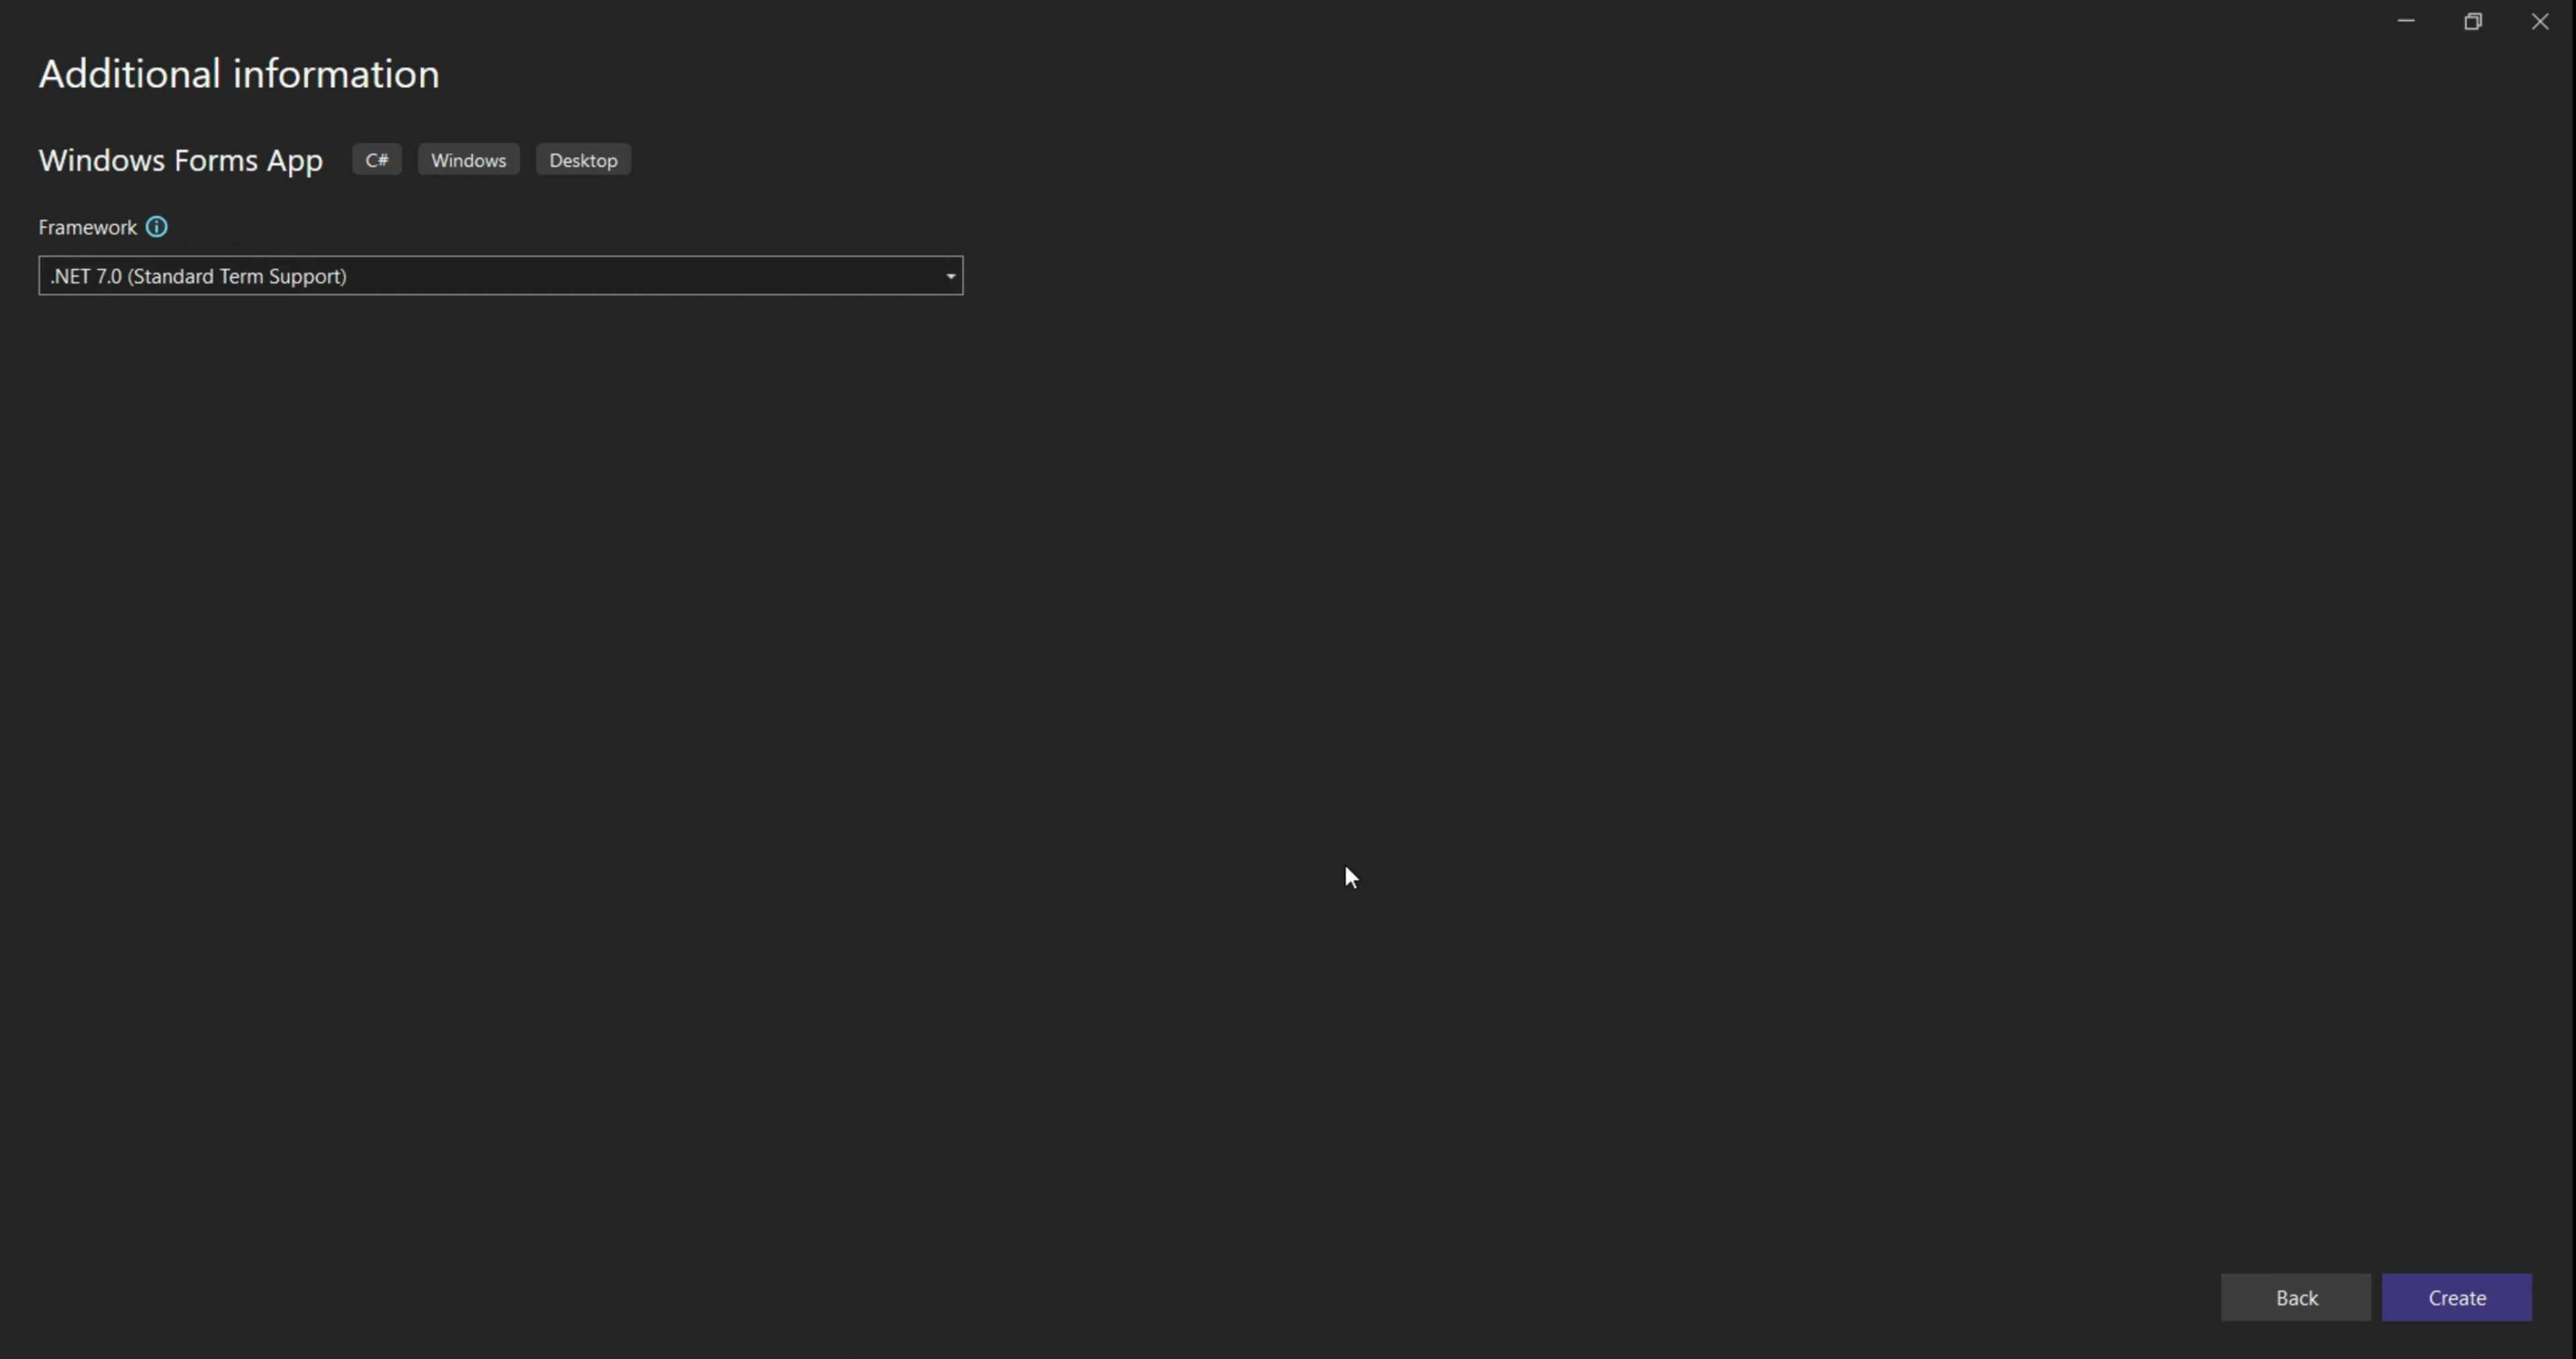 Additional information
Windows Forms App C# Windows Desktop
Framework
.NET 7.0 (Standard Term Support)
Back Create